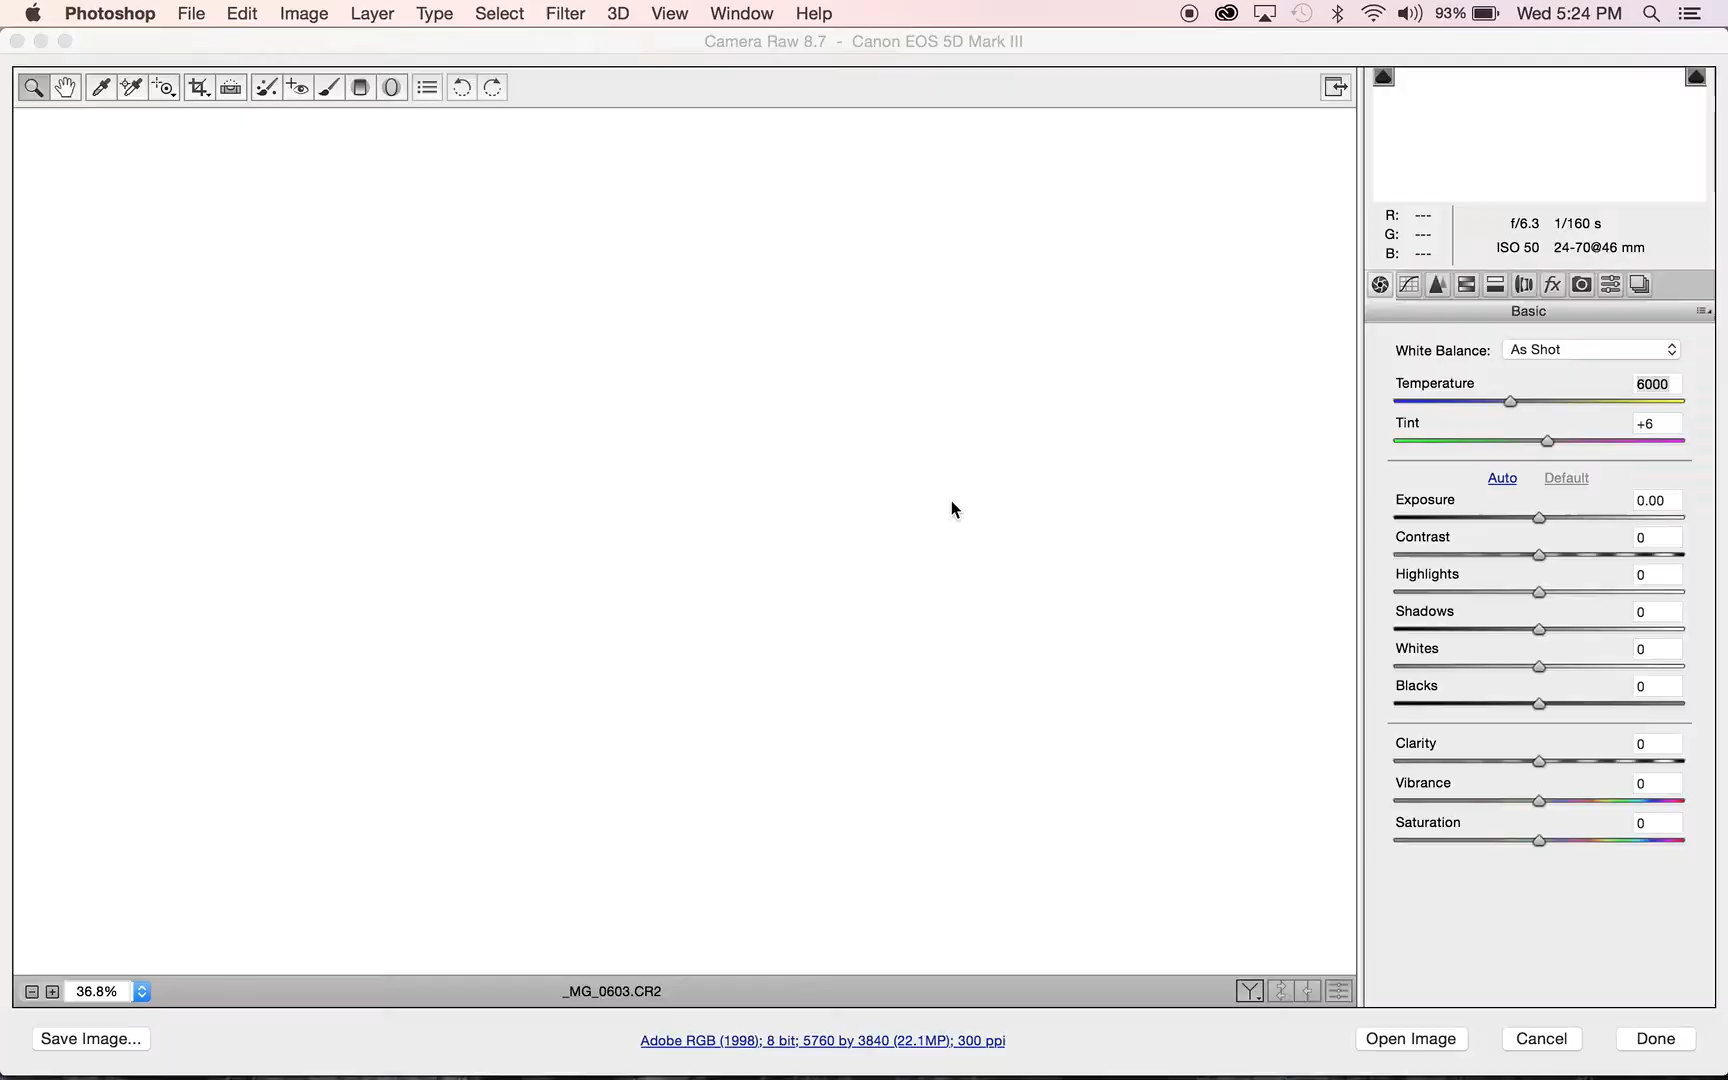 Photoshop File Edit Image Layer Type Select Filter 3D View Window Help 93% Wed 5:24 PM
Camera Raw 8.7 - Canon EOS 5D Mark III
R: ---
G: ---
B: ---
f/6.3 1/160 s
ISO 50 24-70@46 mm
fx
Basic
White Balance: As Shot
Temperature 6000
Tint +6
Auto Default
Exposure 0.00
Contrast 0
Highlights 0
Shadows 0
Whites 0
Blacks 0
Clarity 0
Vibrance 0
Saturation 0
36.8% _MG_0603.CR2 Y
Save Image... Adobe RGB (1998); 8 bit; 5760 by 3840 (22.1MP); 300 ppi Open Image Cancel Done